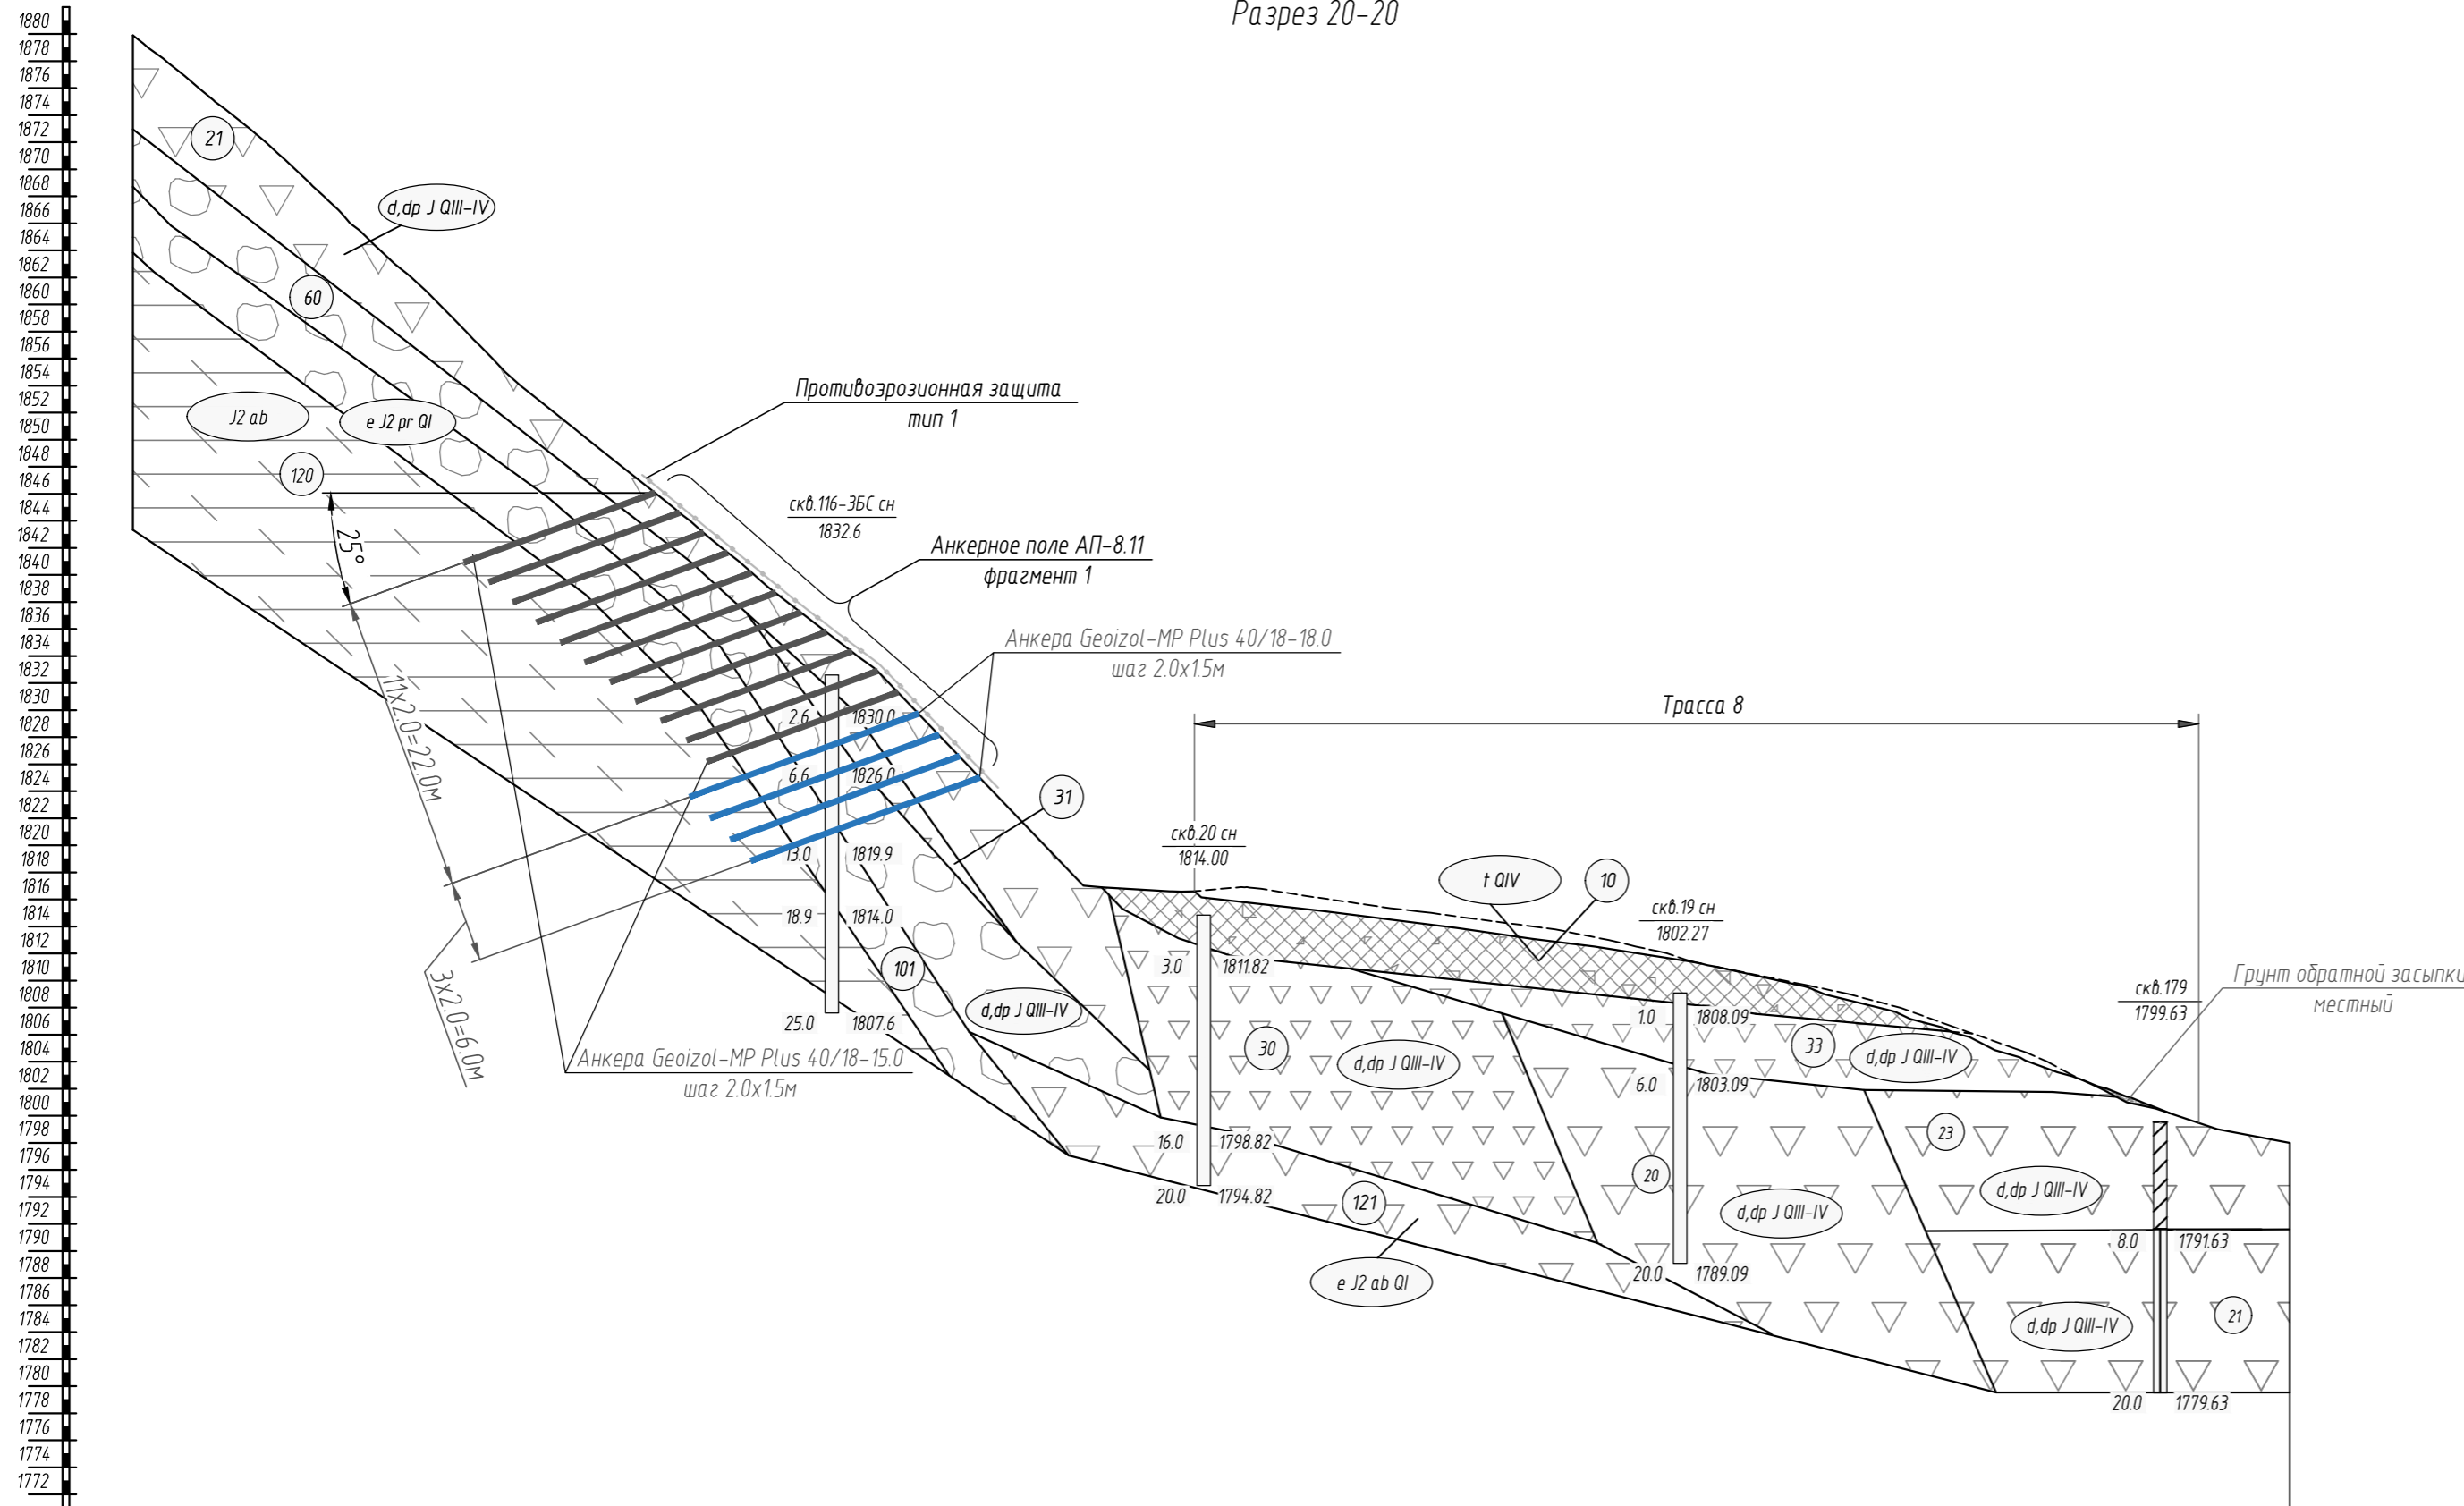 Разрез 20-20
1880
1878
1876
1874
1872
1870
1868
1866
1864
1862
1860
1858
1856
1854
1852
1850
1848
1846
1844
1842
1840
1838
1836
1834
1832
1830
1828
1826
1824
1822
1820
1818
1816
1814
1812
1810
1808
1806
1804
1802
1800
1798
1796
1794
1792
1790
1788
1786
1784
1782
1780
1778
1776
1774
1772
21
d,dp J QIII-IV
60
J2 ab
e J2 pr QI
120
25°
Противоэрозионная защита
тип 1
скв.116-3БС сн
1832.6
Анкерное поле АП-8.11
фрагмент 1
Анкера Geoizol-MP Plus 40/18-18.0
шаг 2.0х1.5м
11х2.0=22.0м
3х2.0=6.0м
2.6 1830.0
6.6 1826.0
13.0 1819.9
18.9 1814.0
25.0 1807.6
Анкера Geoizol-MP Plus 40/18-15.0
шаг 2.0х1.5м
31
101
d,dp J QIII-IV
Трасса 8
скв.20 сн
1814.00
3.0 1811.82
16.0 1798.82
20.0 1794.82
t QIV
10
30
d,dp J QIII-IV
121
e J2 ab QI
скв.19 сн
1802.27
1.0 1808.09
6.0 1803.09
20.0 1789.09
33
d,dp J QIII-IV
20
d,dp J QIII-IV
скв.179
1799.63
Грунт обратной засыпки
местный
23
d,dp J QIII-IV
8.0 1791.63
d,dp J QIII-IV
21
20.0 1779.63